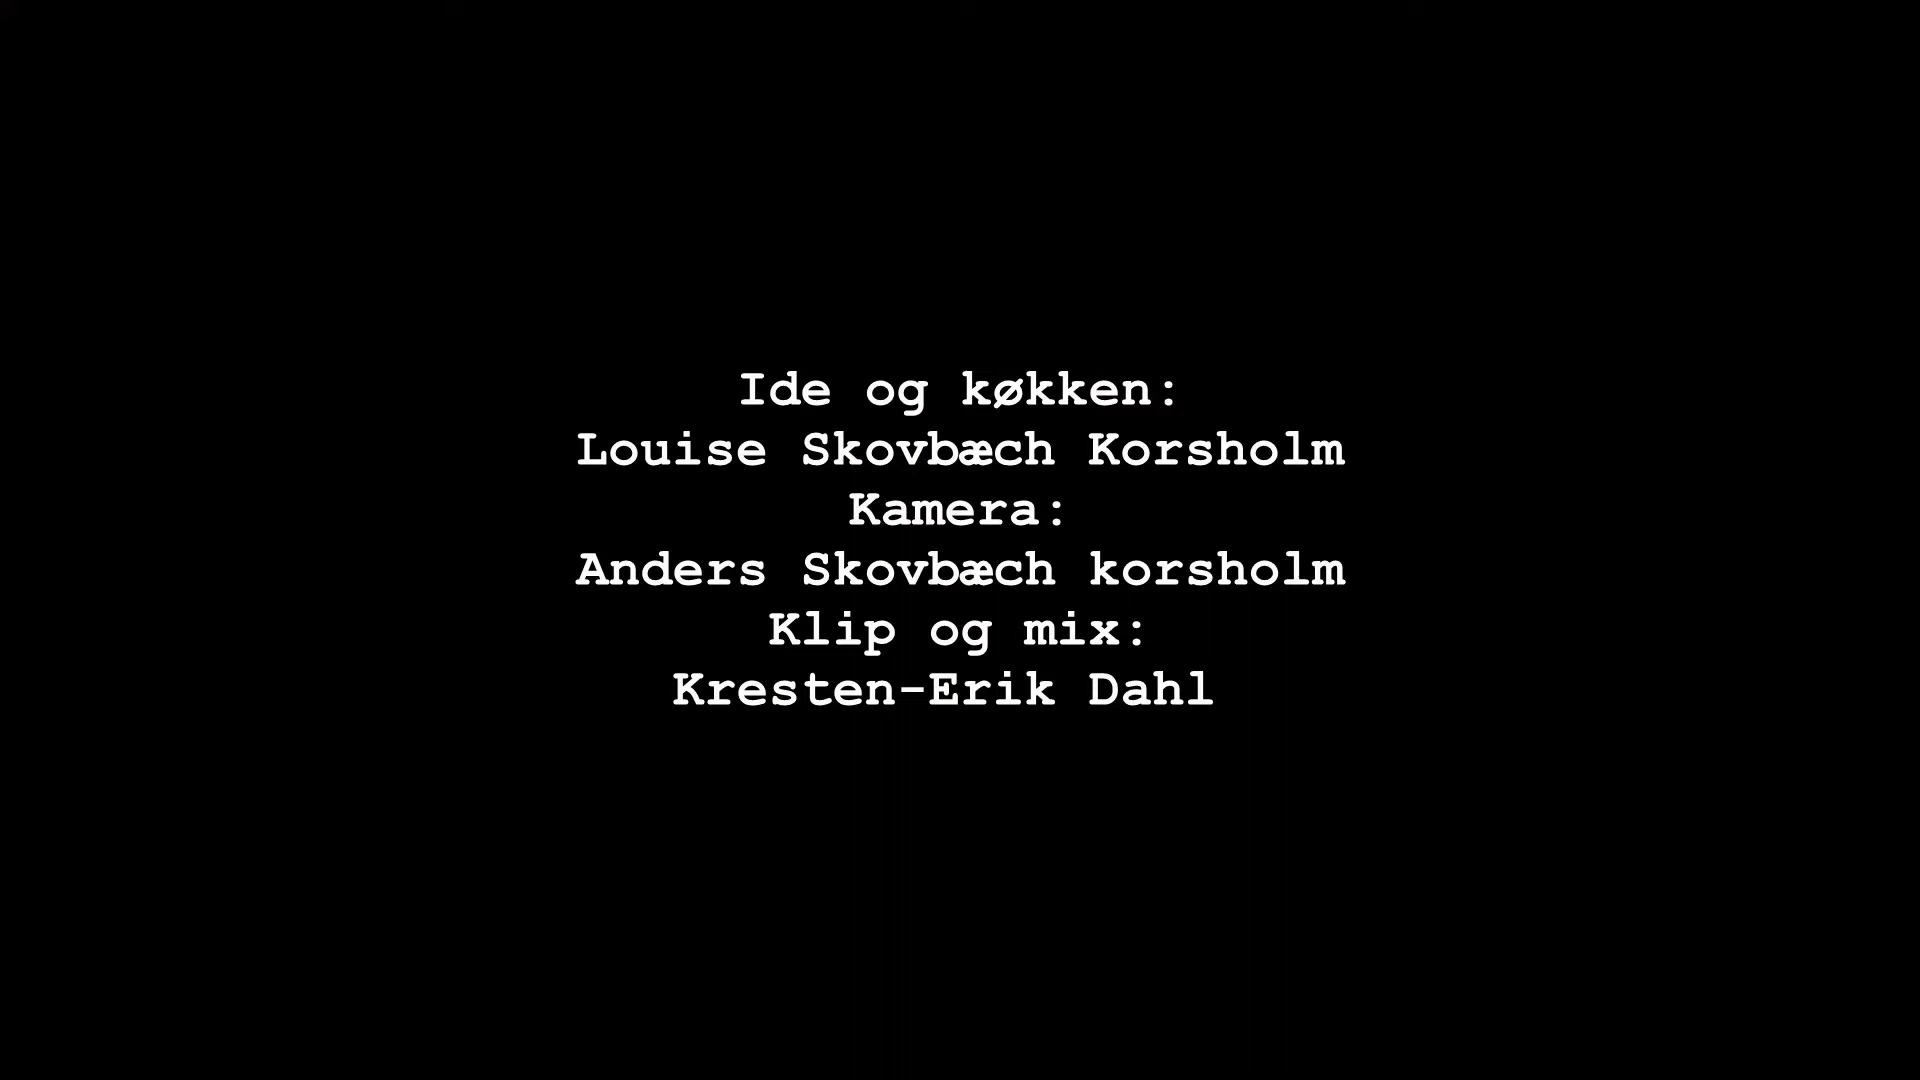 Ide og køkken:
Louise Skovbæch Korsholm
Kamera:
Anders Skovbæch korsholm
Klip og mix:
Kresten-Erik Dahl